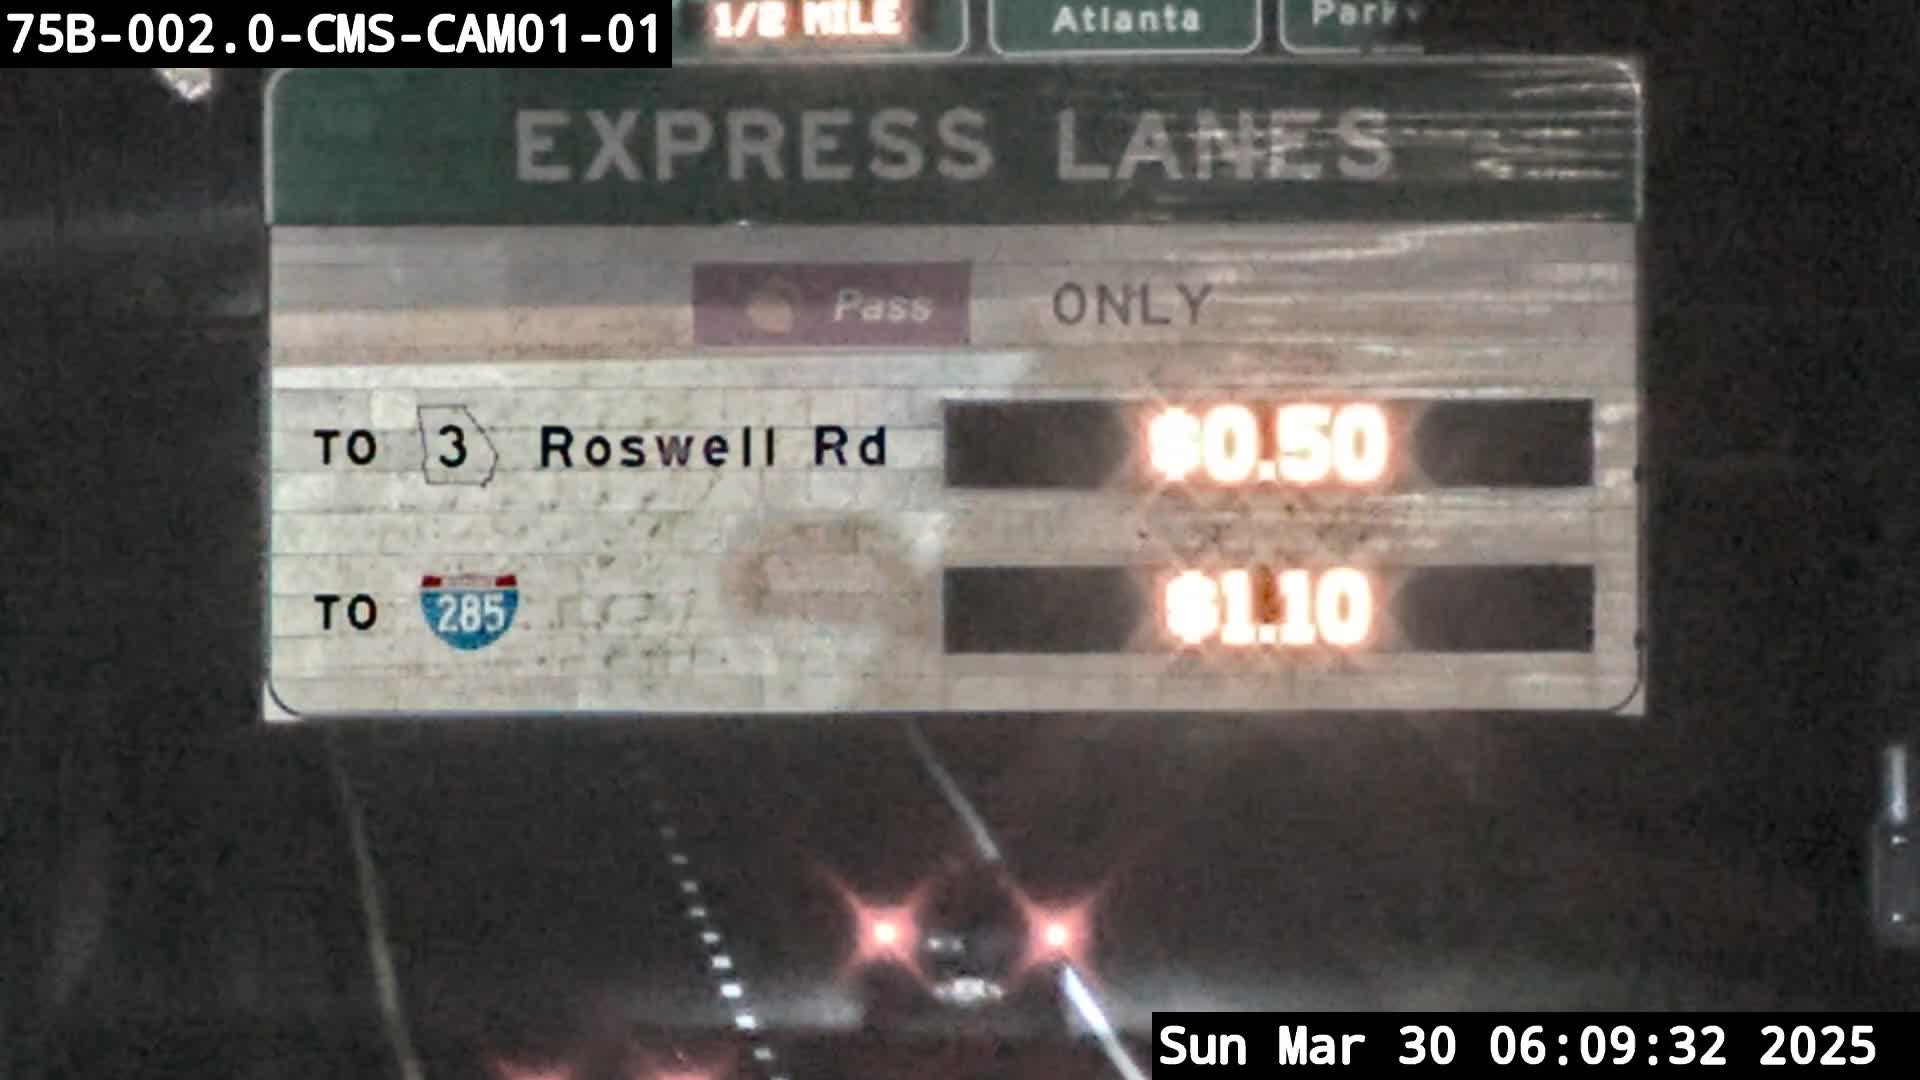 75B-002.0-CMS-CAM01-01
1/2 MILE
Atlanta
EXPRESS LANES
Pass ONLY
TO 3 Roswell Rd $0.50
TO 285 $1.10
Sun Mar 30 06:09:32 2025